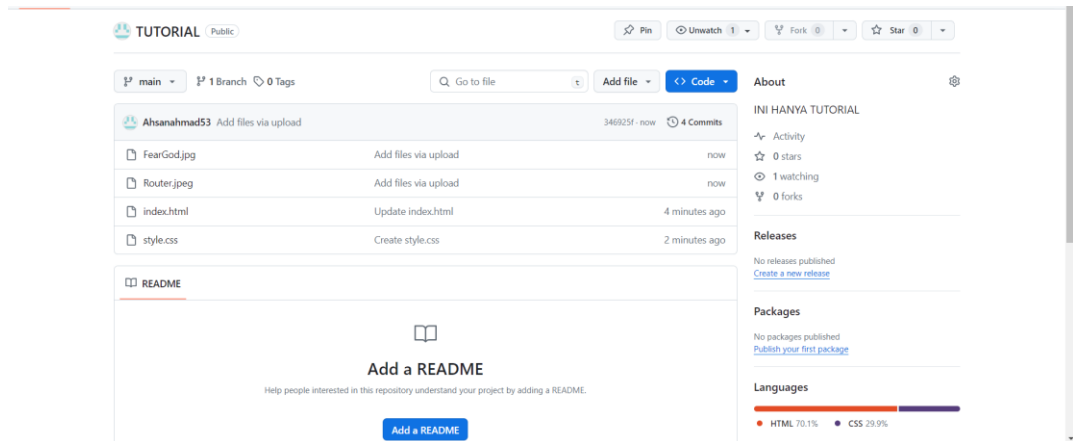 TUTORIAL Public
Pin
Unwatch 1
Fork 0
Star 0
main
1 Branch 0 Tags
Go to file t
Add file
<> Code
Ahsanahmad53 Add files via upload 346925f · now 4 Commits
FearGod.jpg Add files via upload now
Router.jpeg Add files via upload now
index.html Update index.html 4 minutes ago
style.css Create style.css 2 minutes ago
README
Add a README
Help people interested in this repository understand your project by adding a README.
Add a README
About
INI HANYA TUTORIAL
Activity
0 stars
1 watching
0 forks
Releases
No releases published
Create a new release
Packages
No packages published
Publish your first package
Languages
HTML 70.1% CSS 29.9%